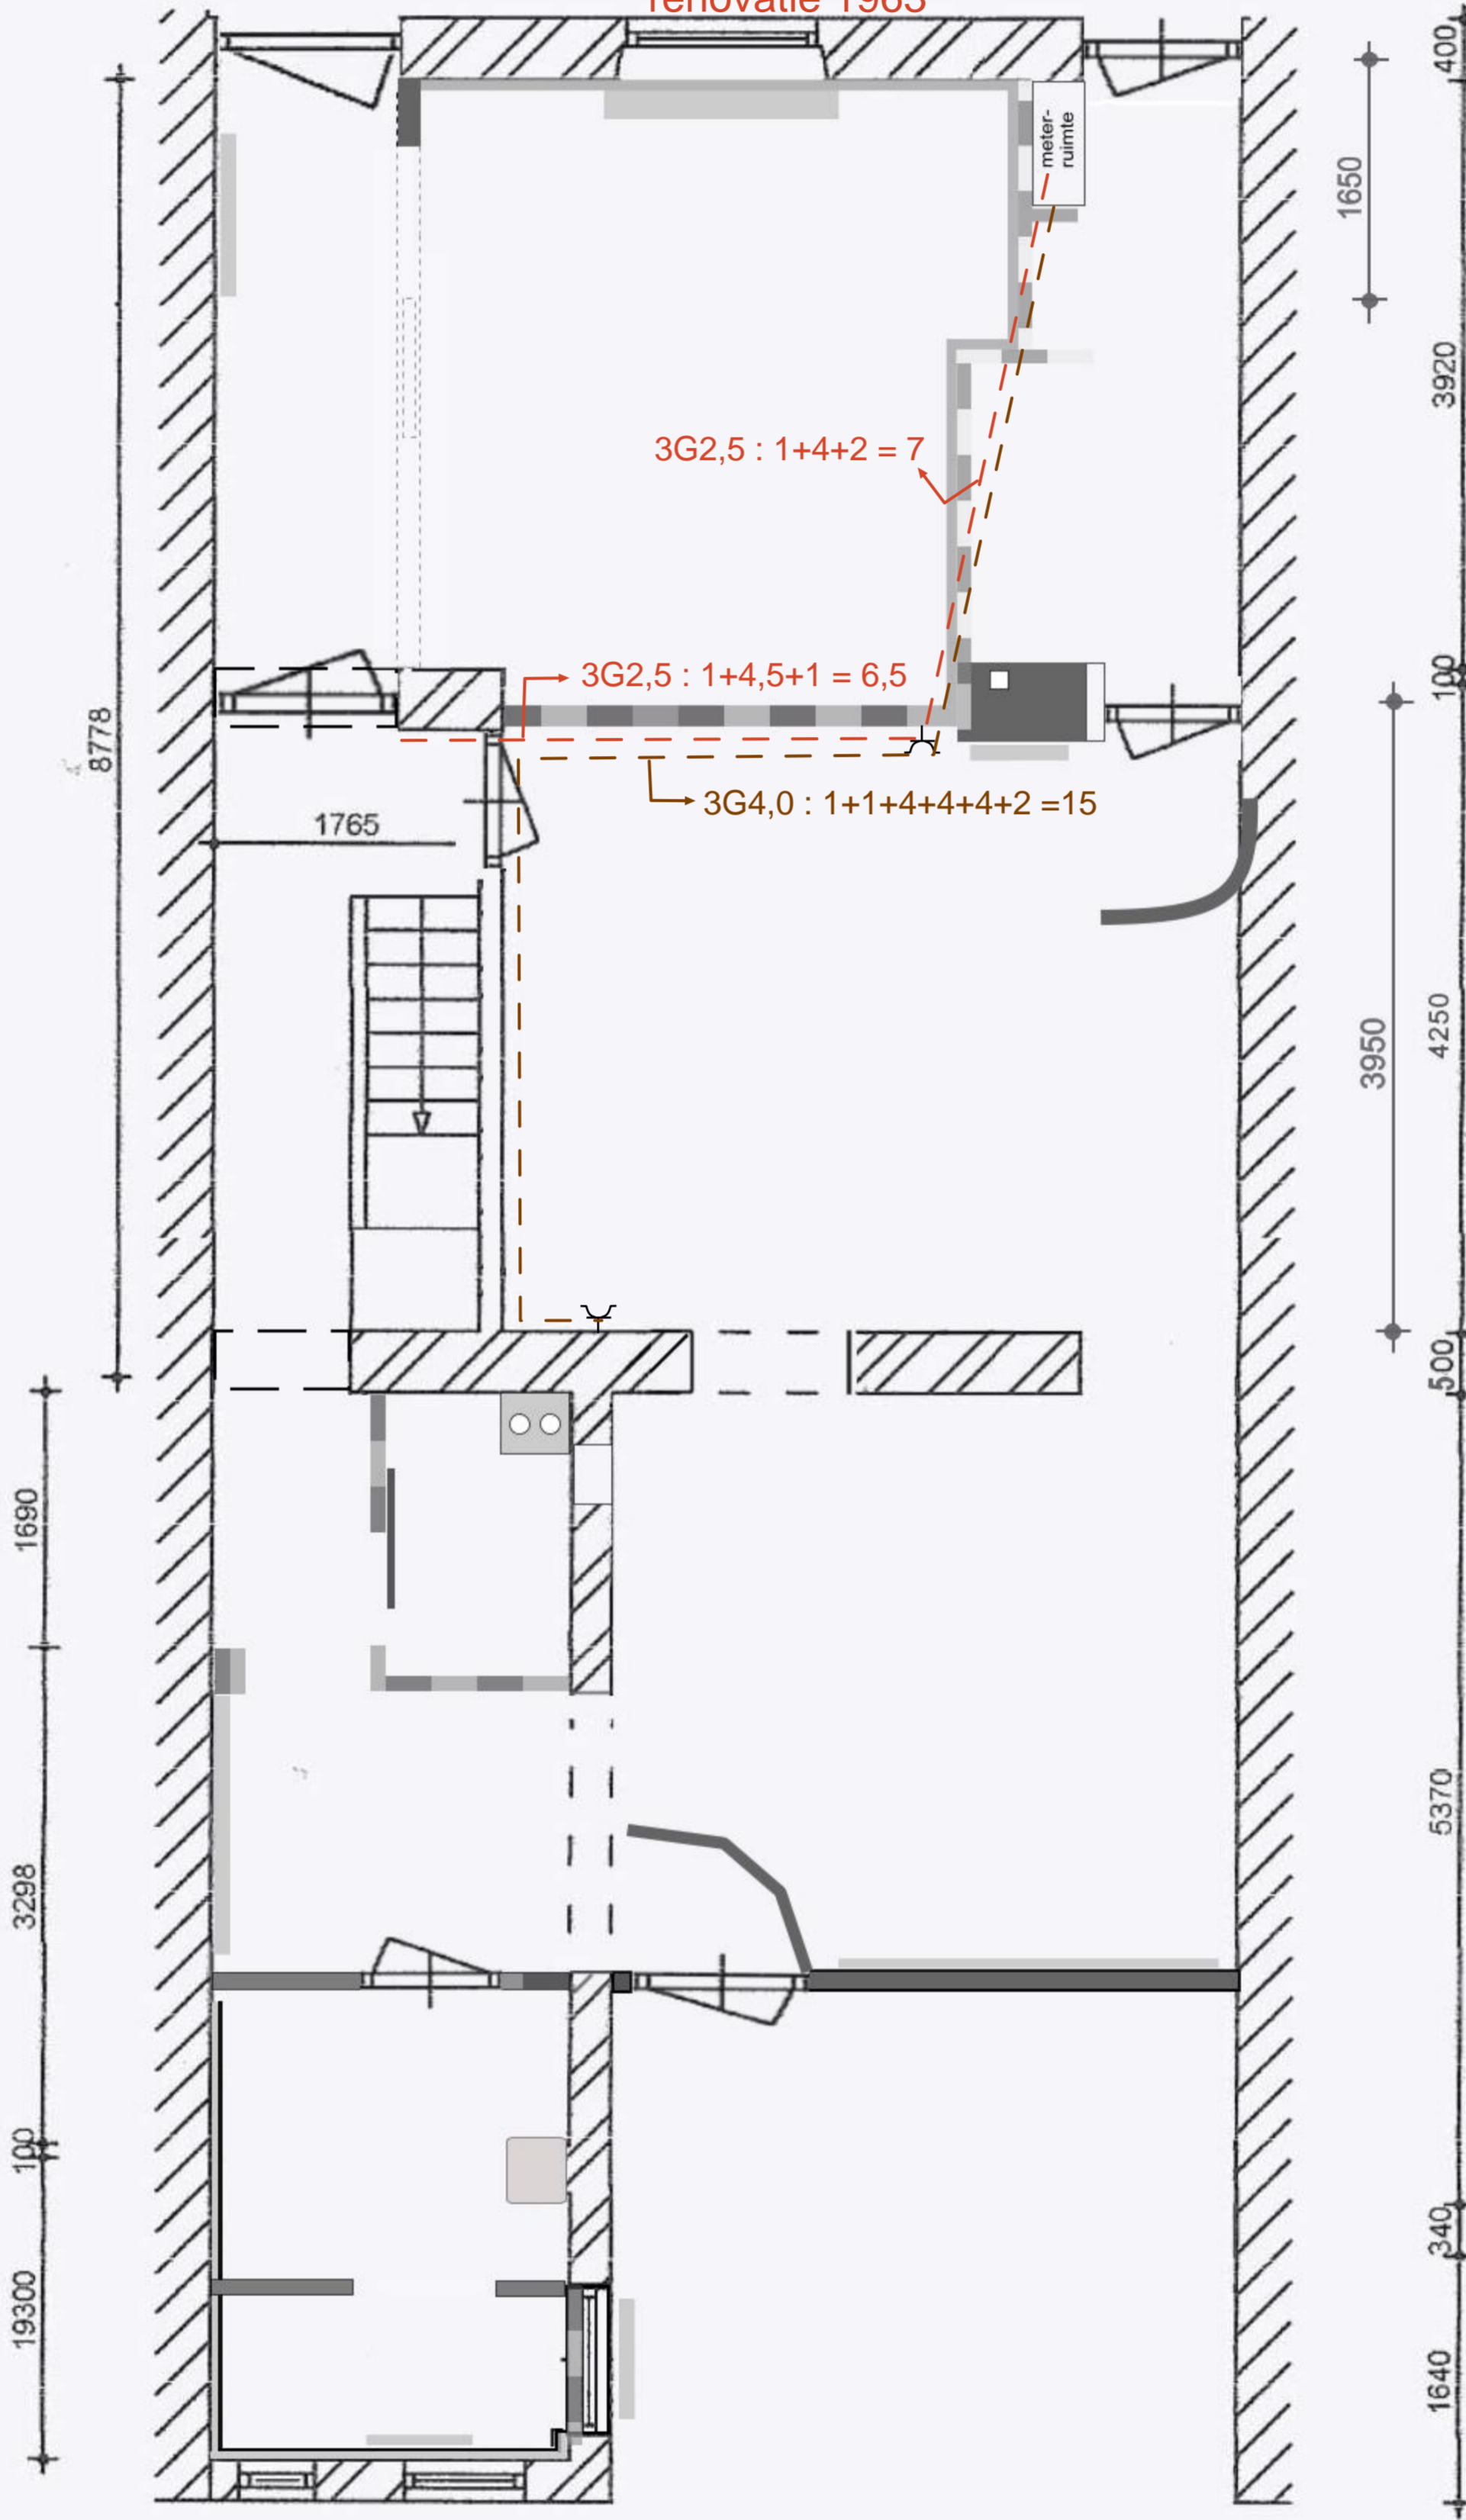 renovatie 1963
400
meter-
ruimte
1650
3920
3G2,5 : 1+4+2 = 7
3G2,5 : 1+4,5+1 = 6,5
100
8778
3G4,0 : 1+1+4+4+4+2 =15
1765
4250
3950
500
1690
5370
3298
100
340
19300
1640